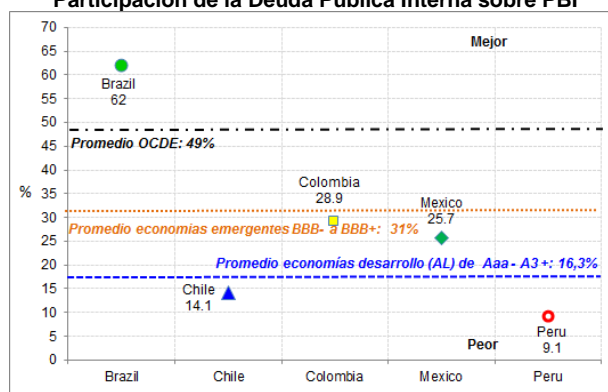 Participación de la Deuda Pública Interna sobre PBI
70
65
60
55
50
45
40
35
30
25
20
15
10
5
0
%
Mejor
Brazil
62
Promedio OCDE: 49%
Colombia
28.9
Mexico
25.7
Promedio economías emergentes BBB- a BBB+: 31%
Promedio economías desarrollo (AL) de Aaa - A3 +: 16,3%
Chile
14.1
Peor
Peru
9.1
Brazil Chile Colombia Mexico Peru